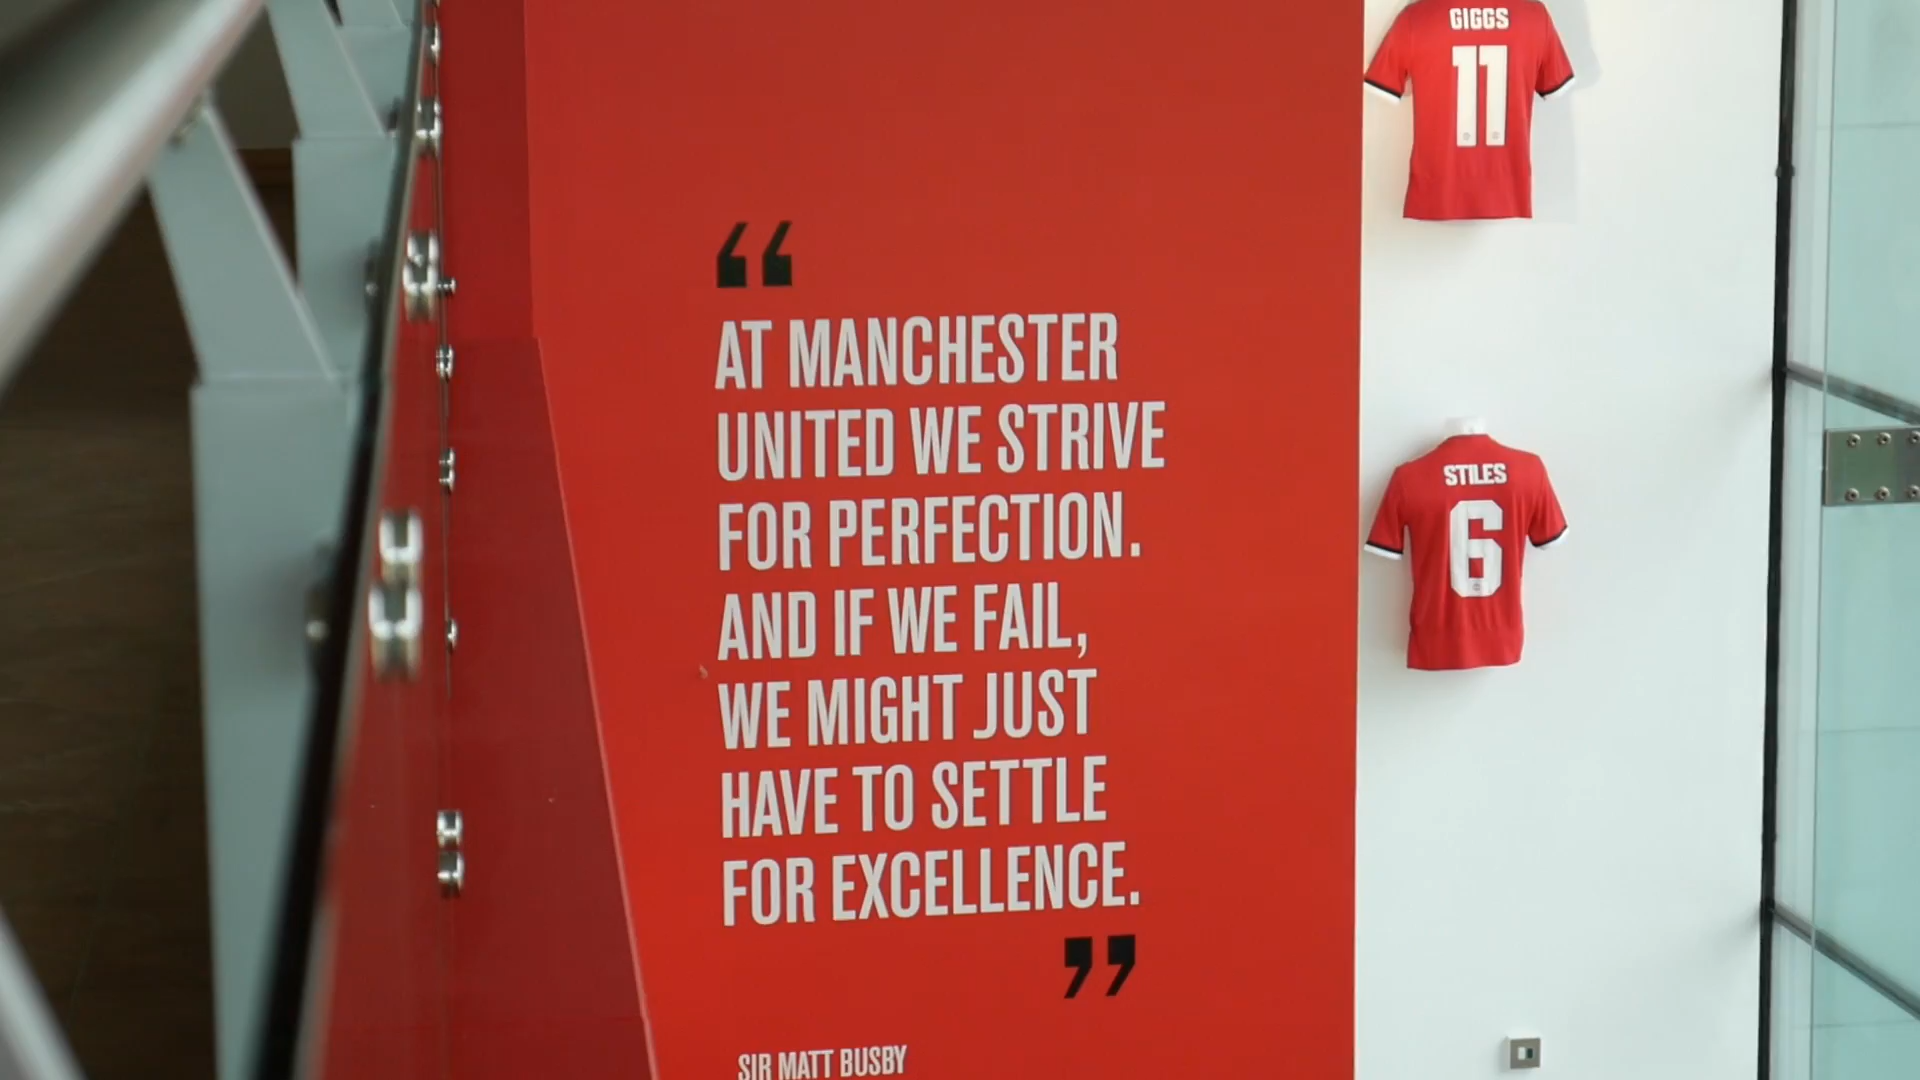 “
AT MANCHESTER
UNITED WE STRIVE
FOR PERFECTION.
AND IF WE FAIL,
WE MIGHT JUST
HAVE TO SETTLE
FOR EXCELLENCE.
”
SIR MATT BUSBY
GIGGS
11
STILES
6